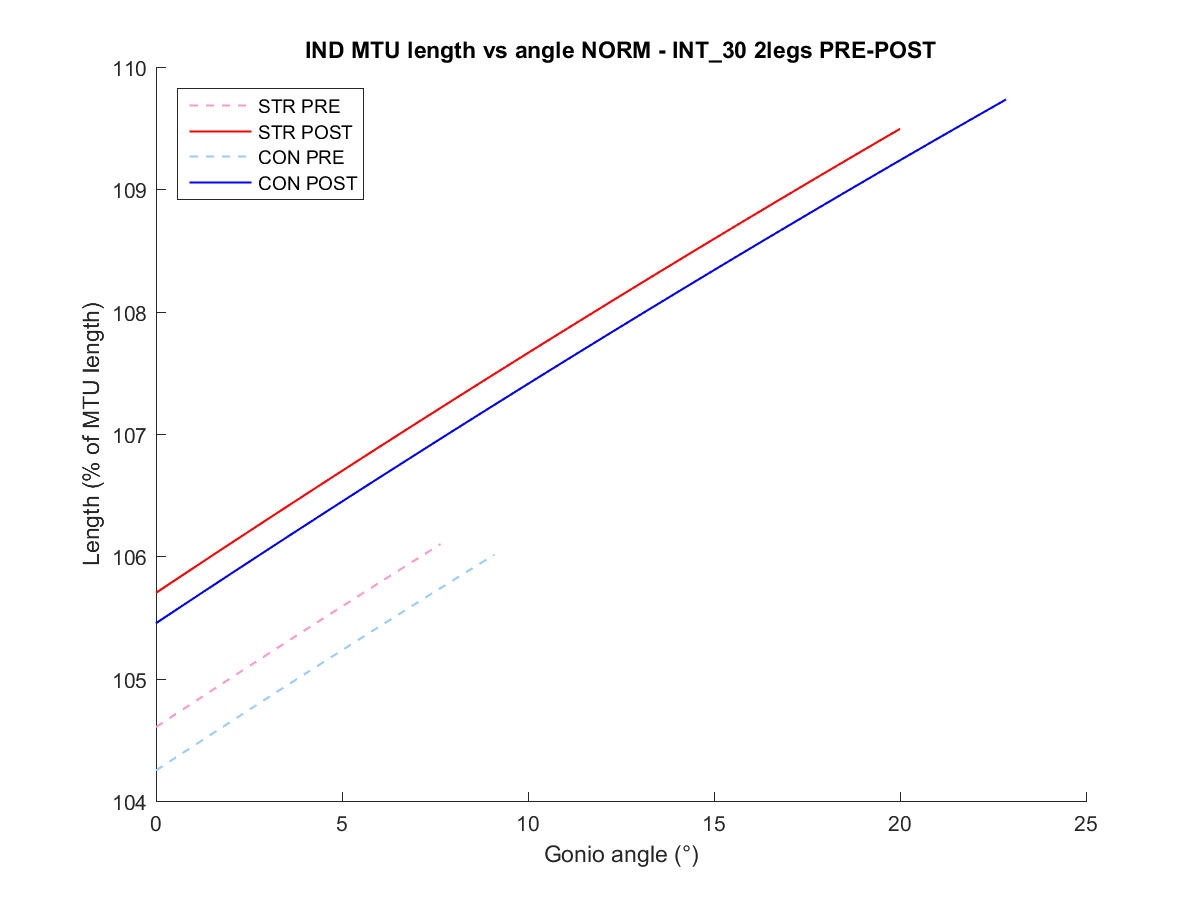 IND MTU length vs angle NORM - INT_30 2legs PRE-POST
110
109
108
107
106
105
104
Length (% of MTU length)
STR PRE
STR POST
CON PRE
CON POST
0 5 10 15 20 25
Gonio angle (°)